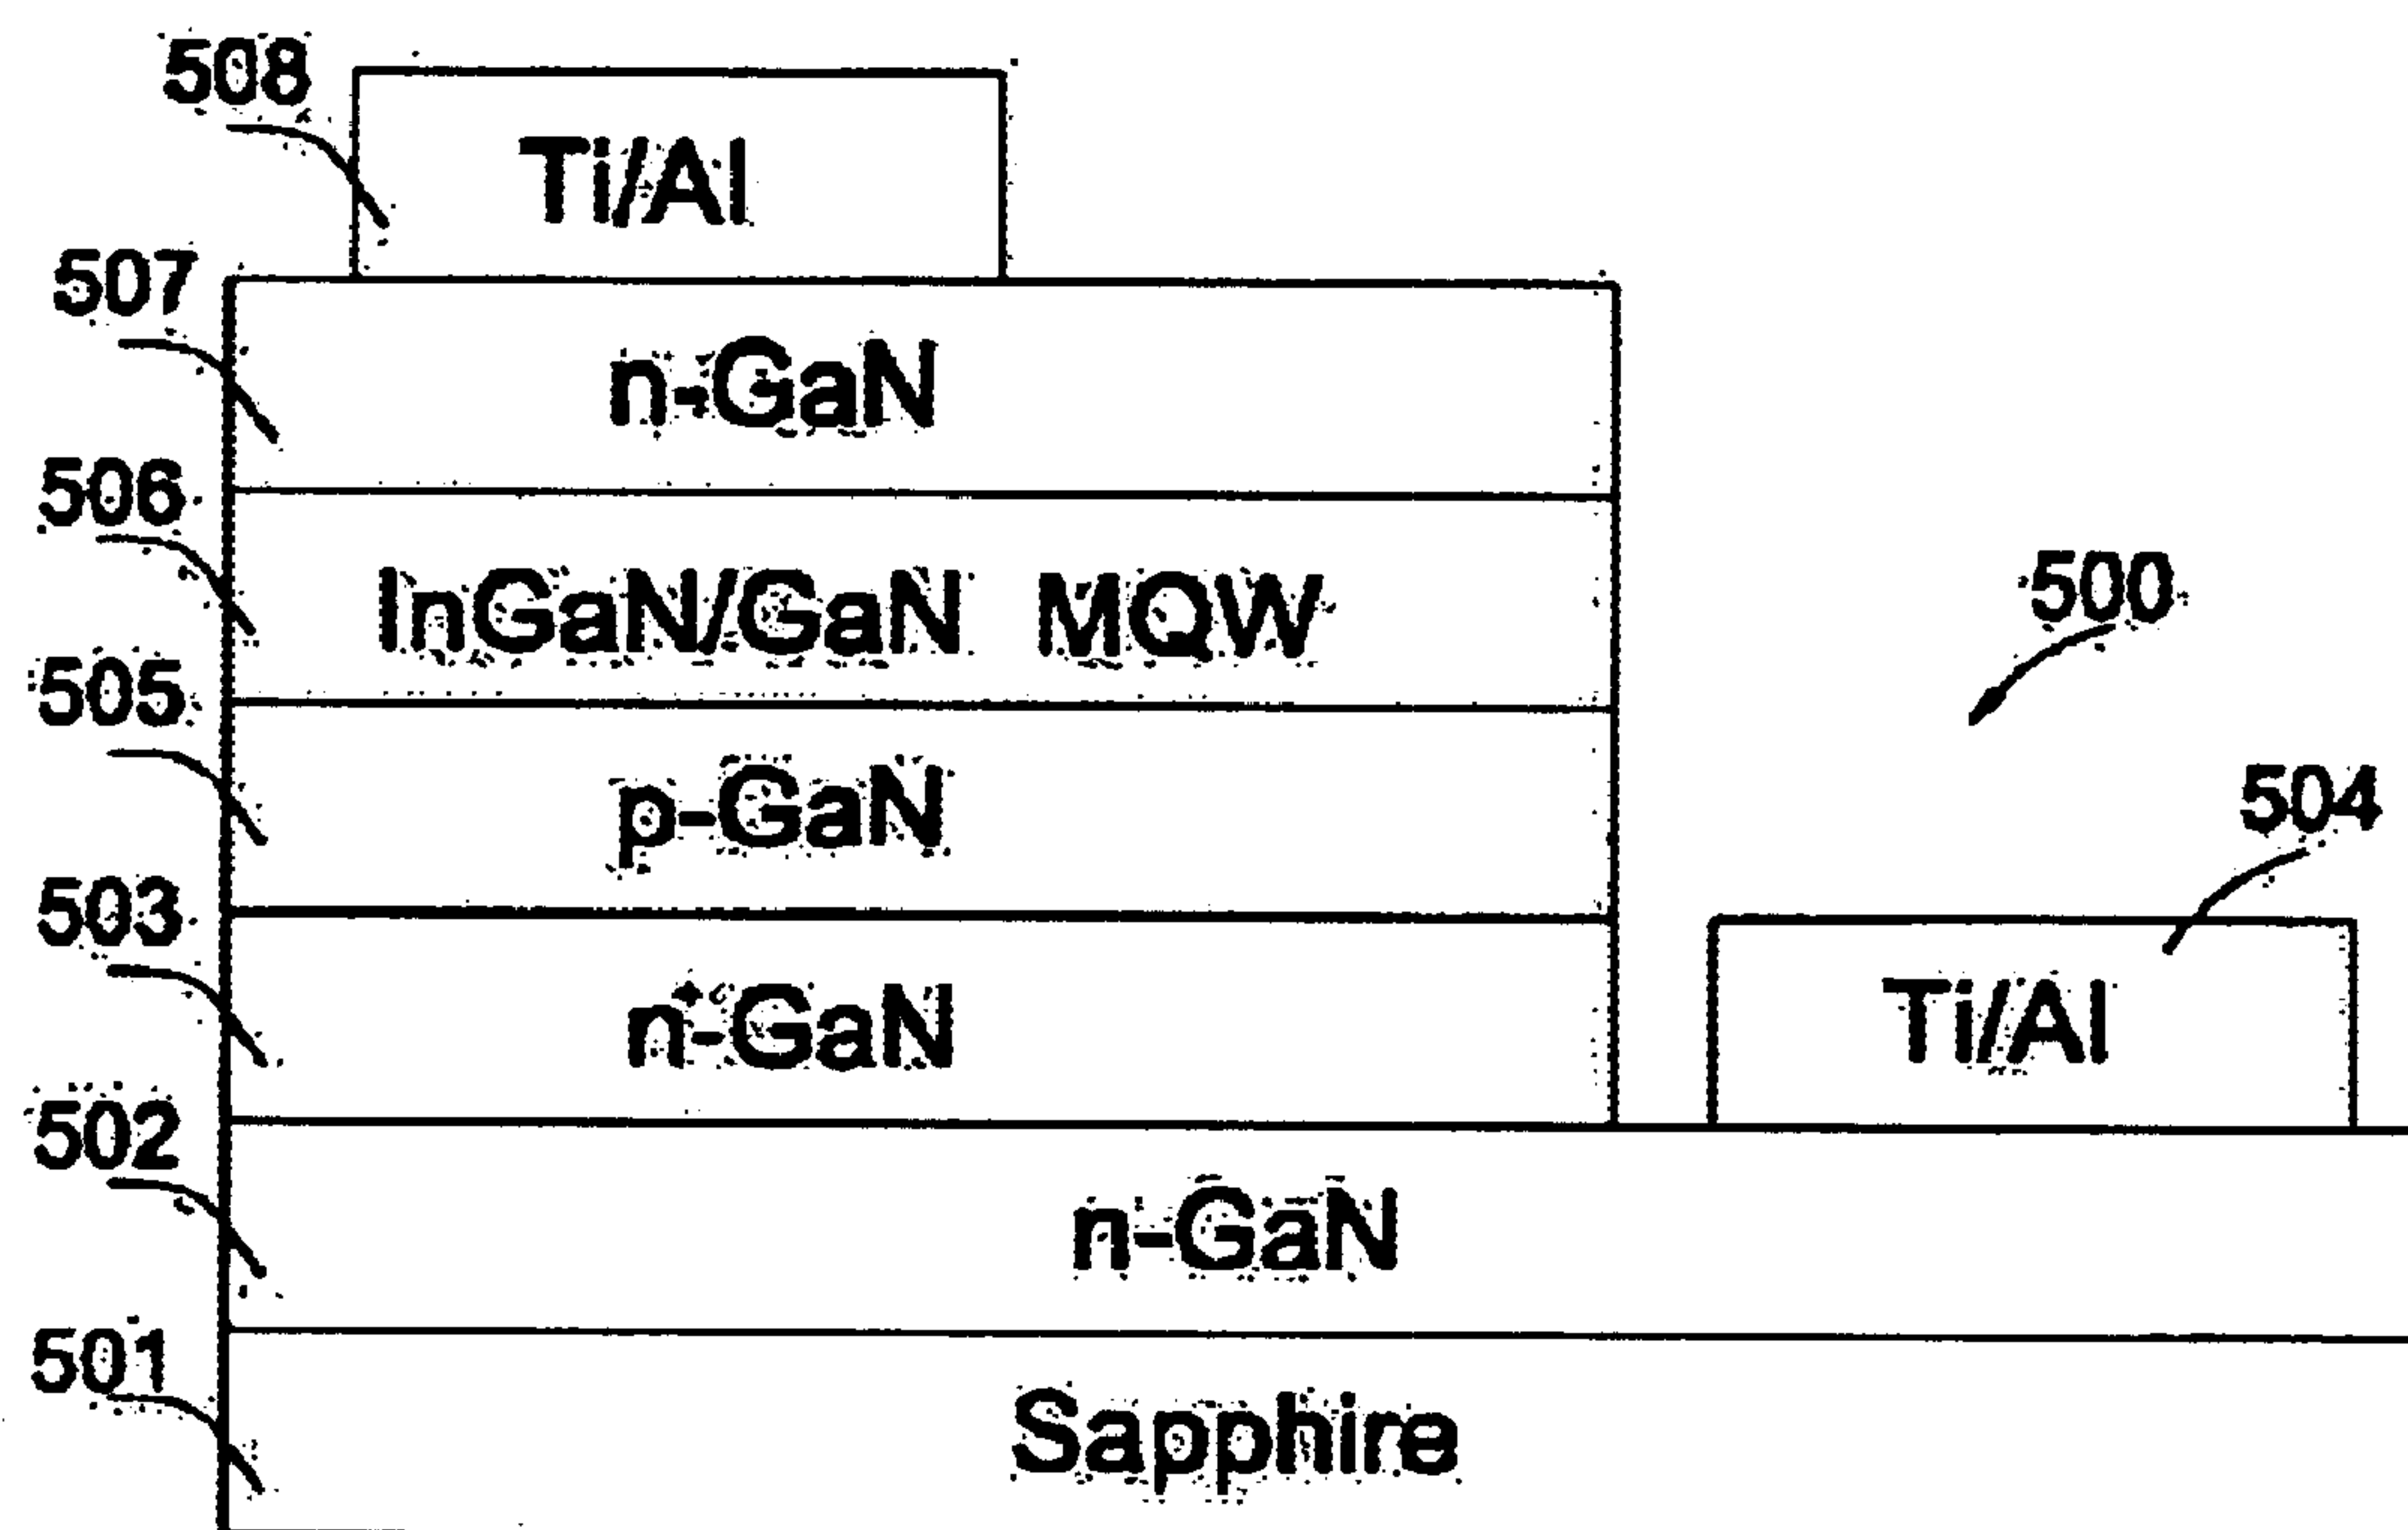 508
Ti/Al
507
n-GaN
506
InGaN/GaN MQW
500
505
p-GaN
504
503
n⁺-GaN
Ti/Al
502
n-GaN
501
Sapphire